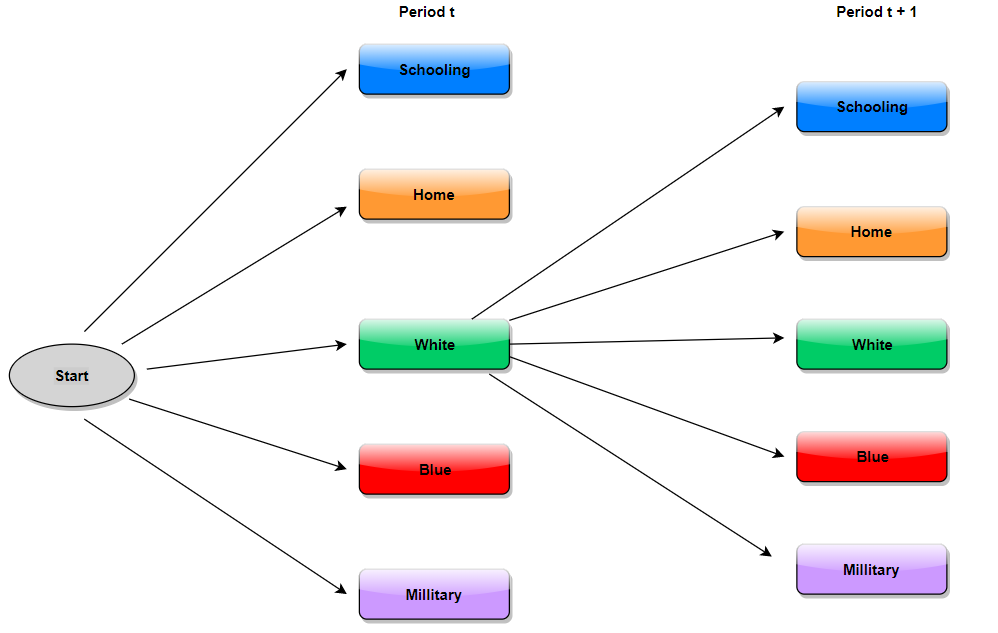 Period t
Period t + 1
Schooling
Home
White
Blue
Millitary
Start
Schooling
Home
White
Blue
Millitary